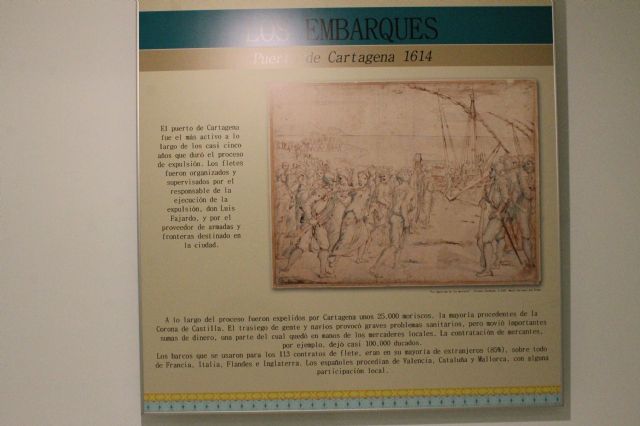 LOS EMBARQUES
Puerto de Cartagena 1614
El puerto de Cartagena
fue el más activo a lo
largo de los casi cinco
años que duró el proceso
de expulsión. Los fletes
fueron organizados y
supervisados por el
responsable de la
ejecución de la
expulsión, don Luis
Fajardo, y por el
proveedor de armadas y
fronteras destinado en
la ciudad.
A lo largo del proceso fueron expelidos por Cartagena unos 25.000 moriscos, la mayoría procedentes de la
Corona de Castilla. El trasiego de gente y navíos provocó graves problemas sanitarios, pero movió importantes
sumas de dinero, una parte del cual quedó en manos de los mercaderes locales. La contratación de mercantes,
por ejemplo, dejó casi 100.000 ducados.
Los barcos que se usaron para los 113 contratos de flete, eran en su mayoría de extranjeros (85%), sobre todo
de Francia, Italia, Flandes e Inglaterra. Los españoles procedían de Valencia, Cataluña y Mallorca, con alguna
participación local.